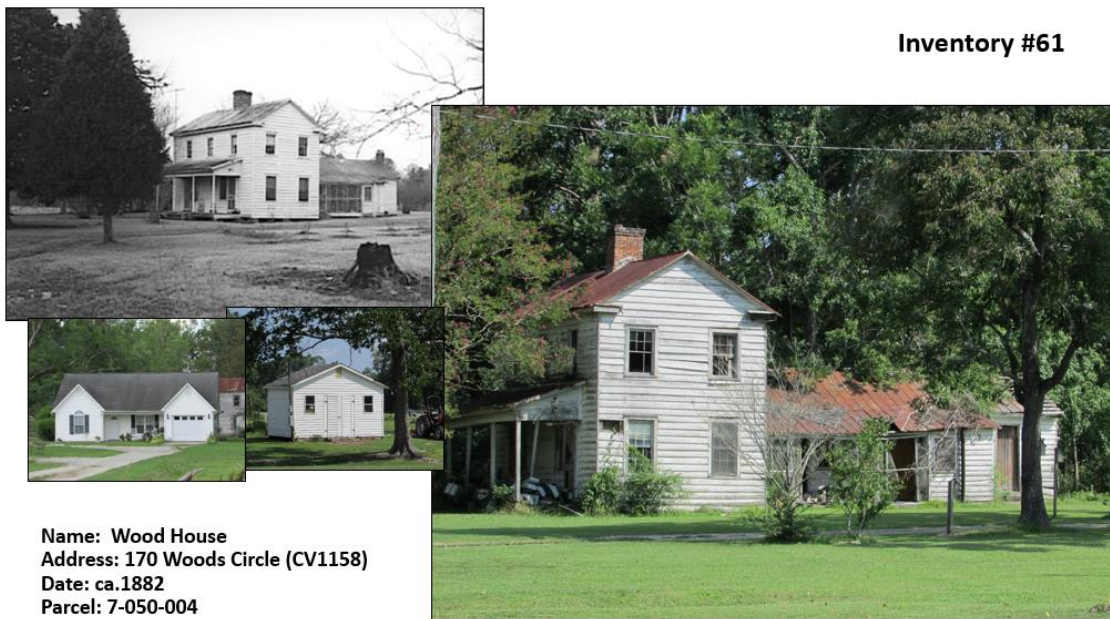 Inventory #61
Name:  Wood House
Address: 170 Woods Circle (CV1158)
Date: ca.1882
Parcel: 7-050-004